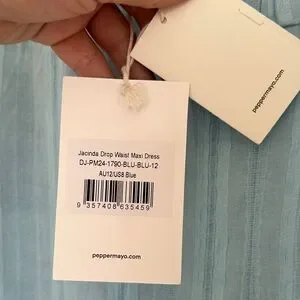 peppermayo.com
Jacinda Drop Waist Maxi Dress
DJ-PM24-1790-BLU-BLU-12
AU12/US8 Blue
9 357408 635459
peppermayo.com